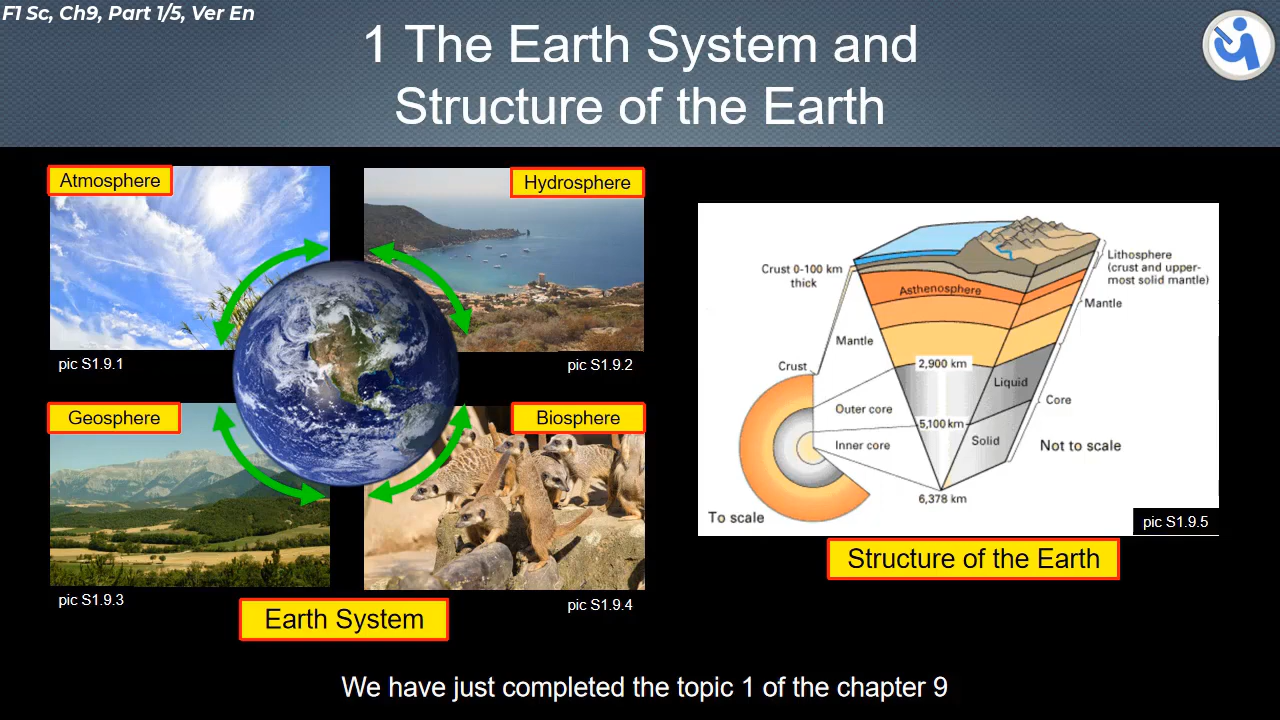 F1 Sc, Ch9, Part 1/5, Ver En
1 The Earth System and
Structure of the Earth
Atmosphere
pic S1.9.1
Hydrosphere
pic S1.9.2
Geosphere
pic S1.9.3
Biosphere
pic S1.9.4
Earth System
Crust 0-100 km
thick
Asthenosphere
Lithosphere
(crust and upper-
most solid mantle)
Mantle
Mantle
Crust
2,900 km
Liquid
Core
Outer core
5,100 km
Inner core
Solid
Not to scale
6,378 km
To scale
pic S1.9.5
Structure of the Earth
We have just completed the topic 1 of the chapter 9